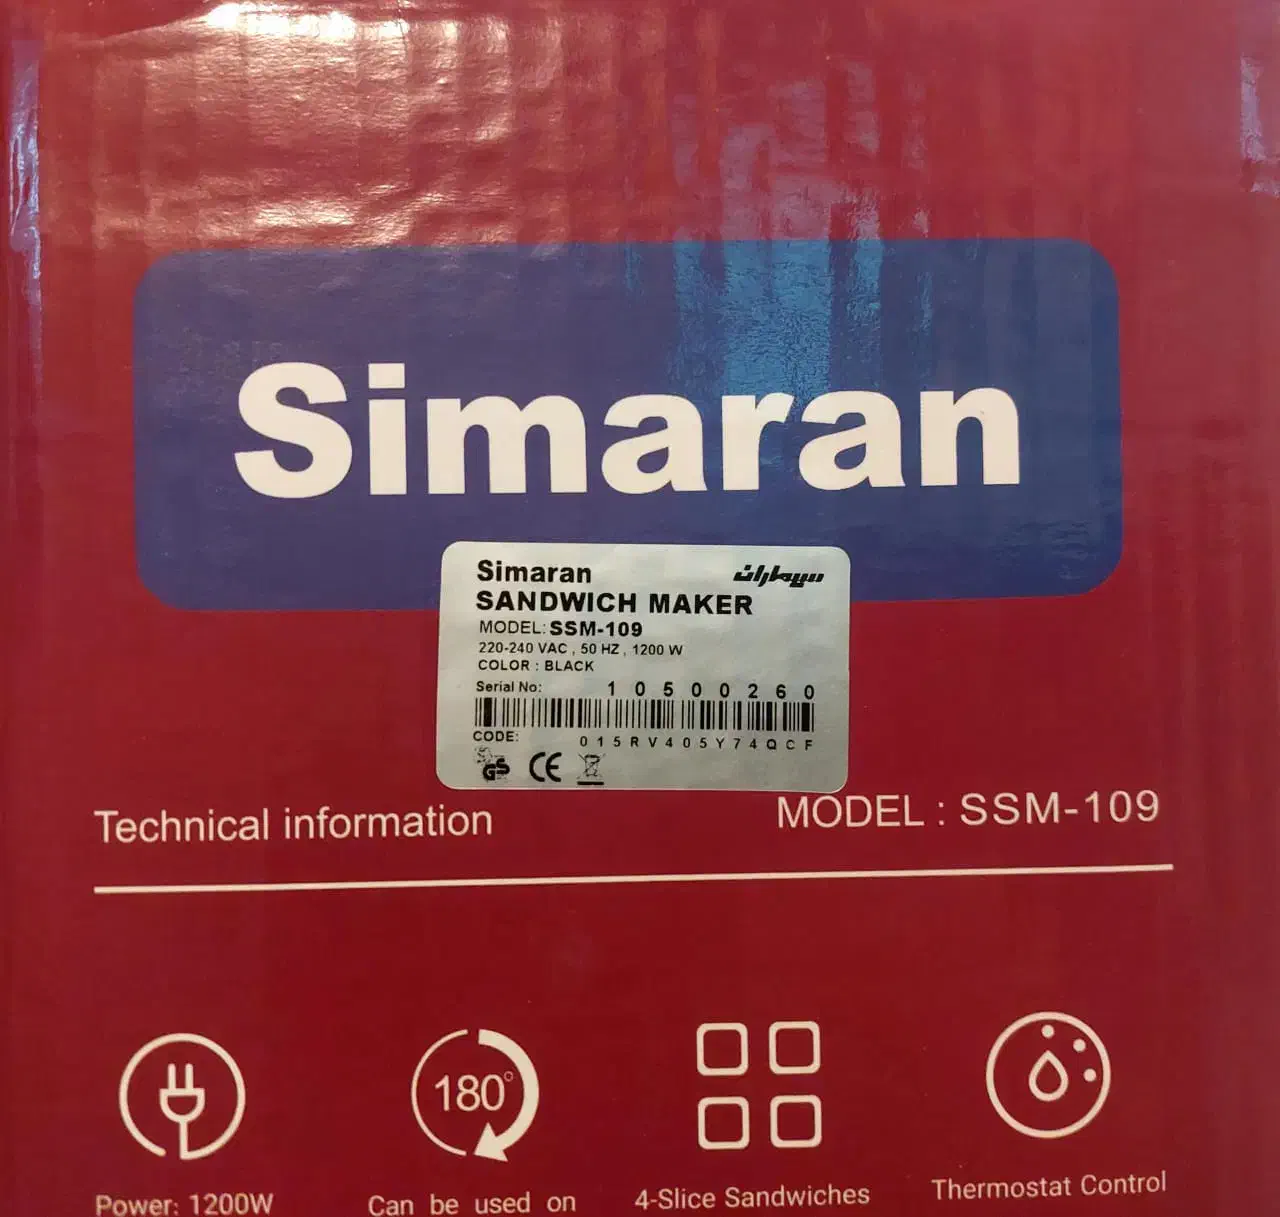 Simaran
Simaran سیماران
SANDWICH MAKER
MODEL: SSM-109
220-240 VAC , 50 HZ , 1200 W
COLOR : BLACK
Serial No: 1 0 5 0 0 2 6 0
CODE: 0 1 5 R V 4 0 5 Y 7 4 Q C F
GS CE
Technical information
MODEL : SSM-109
180°
Power: 1200W
Can be used on
4-Slice Sandwiches
Thermostat Control